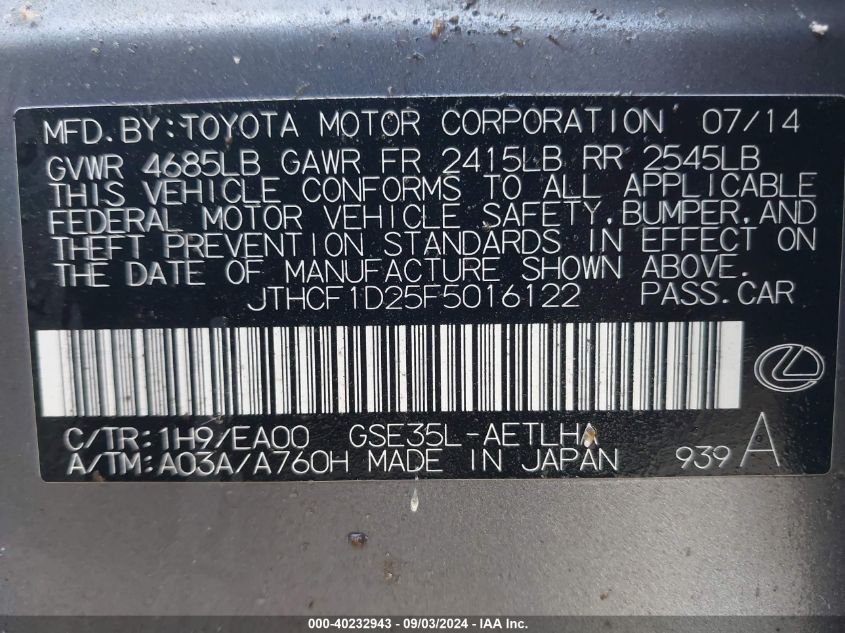 MFD. BY: TOYOTA MOTOR CORPORATION 07/14
GVWR 4685LB GAWR FR 2415LB RR 2545LB
THIS VEHICLE CONFORMS TO ALL APPLICABLE
FEDERAL MOTOR VEHICLE SAFETY, BUMPER, AND
THEFT PREVENTION STANDARDS IN EFFECT ON
THE DATE OF MANUFACTURE SHOWN ABOVE.
JTHCF1D25F5016122 PASS. CAR
C/TR: 1H9/EA00 GSE35L-AETLHA
A/TM: A03A/A760H MADE IN JAPAN 939 A
000-40232943 - 09/03/2024 - IAA Inc.